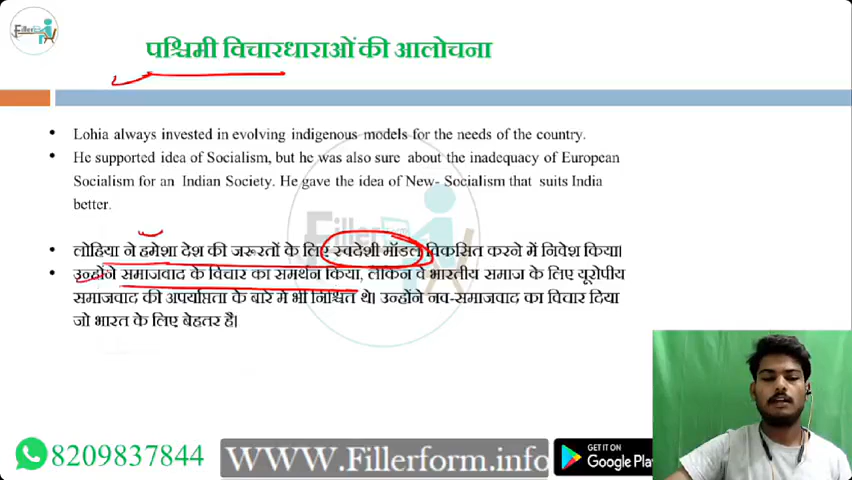 Fillerform
पश्चिमी विचारधाराओं की आलोचना
Lohia always invested in evolving indigenous models for the needs of the country.
He supported idea of Socialism, but he was also sure about the inadequacy of European
Socialism for an Indian Society. He gave the idea of New- Socialism that suits India
better.
लोहिया ने हमेशा देश की जरूरतों के लिए स्वदेशी मॉडल विकसित करने में निवेश किया।
उन्होंने समाजवाद के विचार का समर्थन किया, लेकिन वे भारतीय समाज के लिए यूरोपीय
समाजवाद की अपर्याप्तता के बारे में भी निश्चित थे। उन्होंने नव-समाजवाद का विचार दिया
जो भारत के लिए बेहतर है।
8209837844
WWW.Fillerform.info
GET IT ON
Google Play